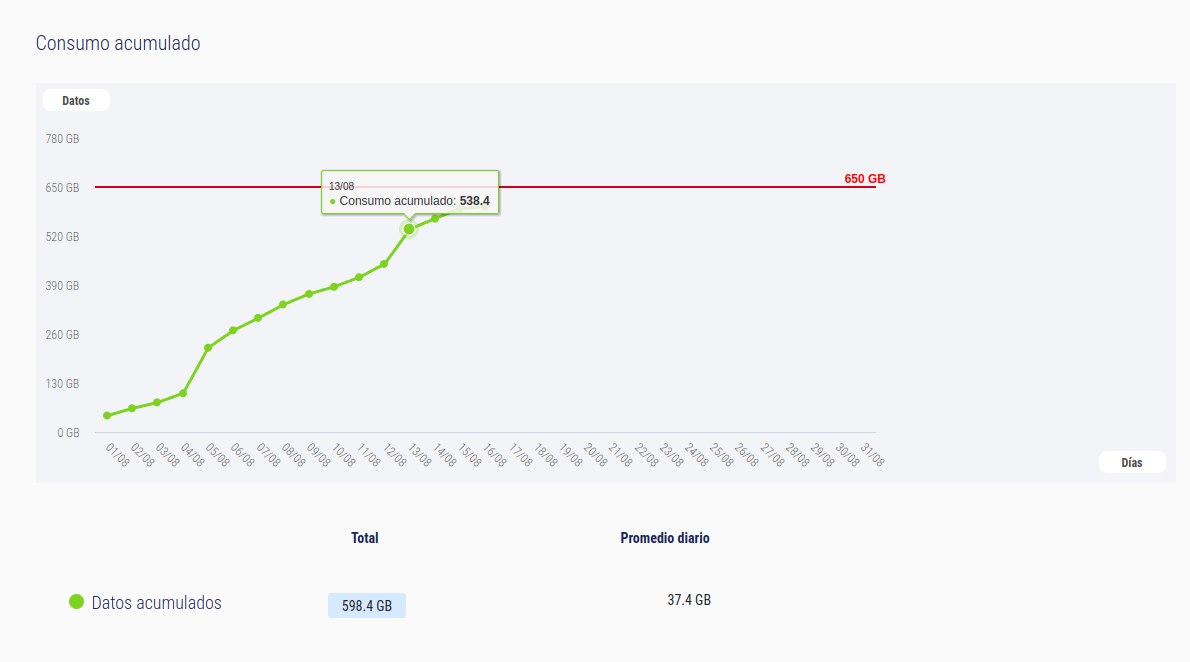 Consumo acumulado
Datos
780 GB
650 GB
650 GB
13/08
Consumo acumulado: 538.4
520 GB
390 GB
260 GB
130 GB
0 GB
01/08
02/08
03/08
04/08
05/08
06/08
07/08
08/08
09/08
10/08
11/08
12/08
13/08
14/08
15/08
16/08
17/08
18/08
19/08
20/08
21/08
22/08
23/08
24/08
25/08
26/08
27/08
28/08
29/08
30/08
31/08
Días
Total
Promedio diario
Datos acumulados
598.4 GB
37.4 GB